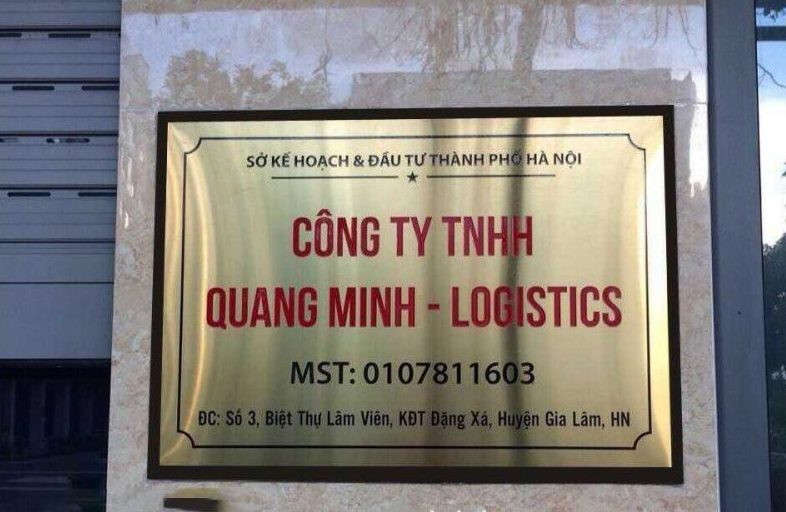 SỞ KẾ HOẠCH & ĐẦU TƯ THÀNH PHỐ HÀ NỘI
CÔNG TY TNHH
QUANG MINH - LOGISTICS
MST: 0107811603
ĐC: Số 3, Biệt Thự Lâm Viên, KĐT Đặng Xá, Huyện Gia Lâm, HN